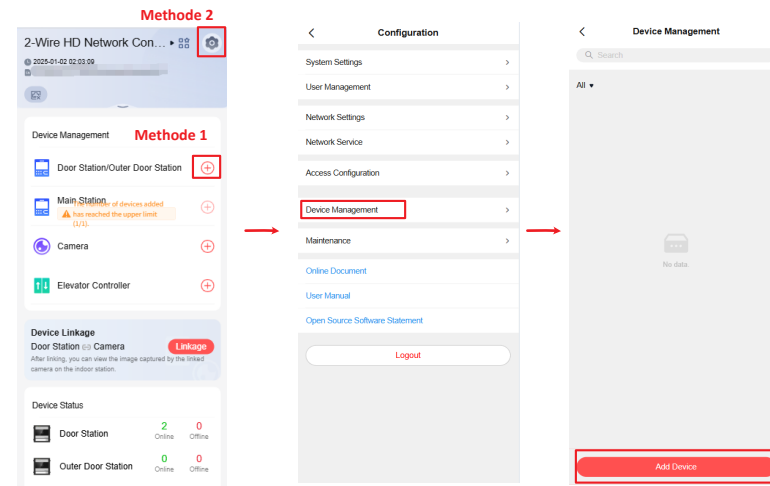 Methode 2
2-Wire HD Network Con...
2025-01-02 02:03:09
Device Management
Methode 1
Door Station/Outer Door Station
Main Station
The number of devices added
has reached the upper limit
(1/1).
Camera
Elevator Controller
Device Linkage
Door Station Camera
Linkage
After linking, you can view the image captured by the linked
camera on the indoor station.
Device Status
Door Station
2
Online
0
Offline
Outer Door Station
0
Online
0
Offline
Configuration
System Settings
User Management
Network Settings
Network Service
Access Configuration
Device Management
Maintenance
Online Document
User Manual
Open Source Software Statement
Logout
Device Management
Search
All
No data.
Add Device